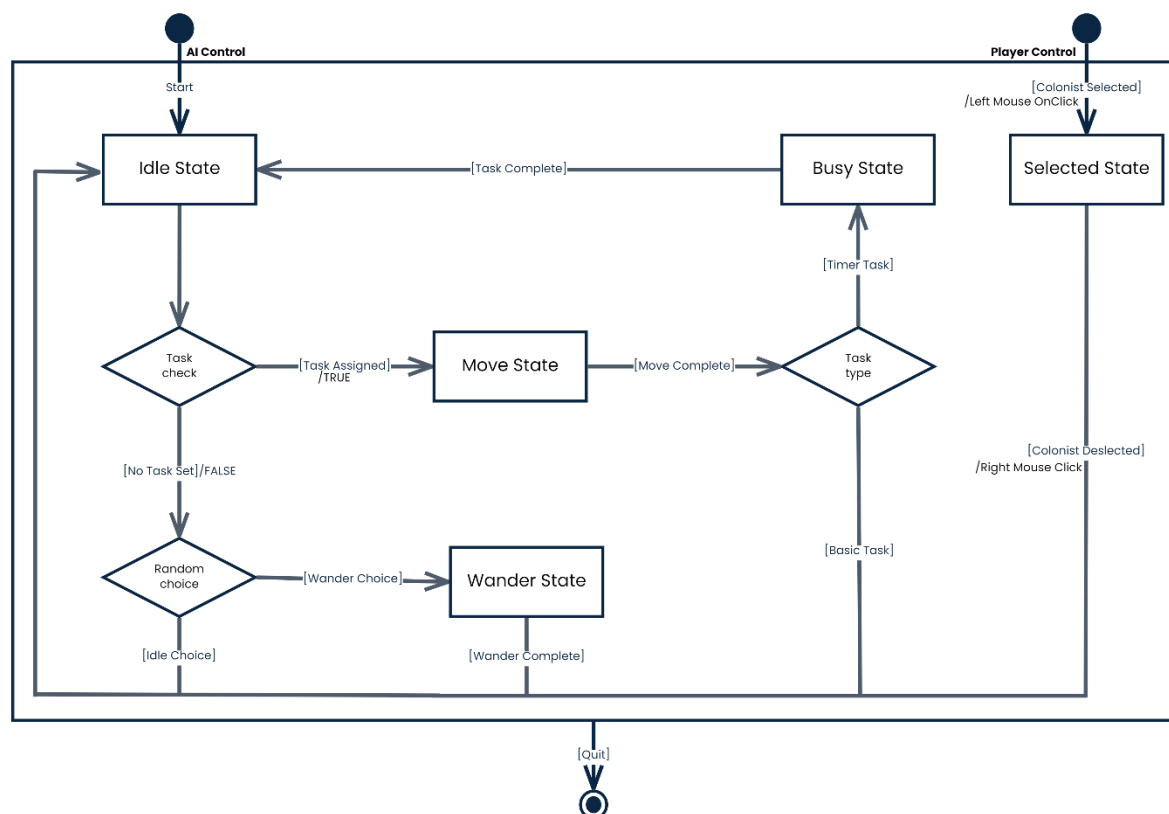 AI Control
Player Control
Start
[Colonist Selected]
/Left Mouse OnClick
Idle State
[Task Complete]
Busy State
Selected State
[Timer Task]
Task
check
[Task Assigned]
/TRUE
Move State
[Move Complete]
Task
type
[No Task Set]/FALSE
[Colonist Deslected]
/Right Mouse Click
[Basic Task]
Random
choice
[Wander Choice]
Wander State
[Idle Choice]
[Wander Complete]
[Quit]